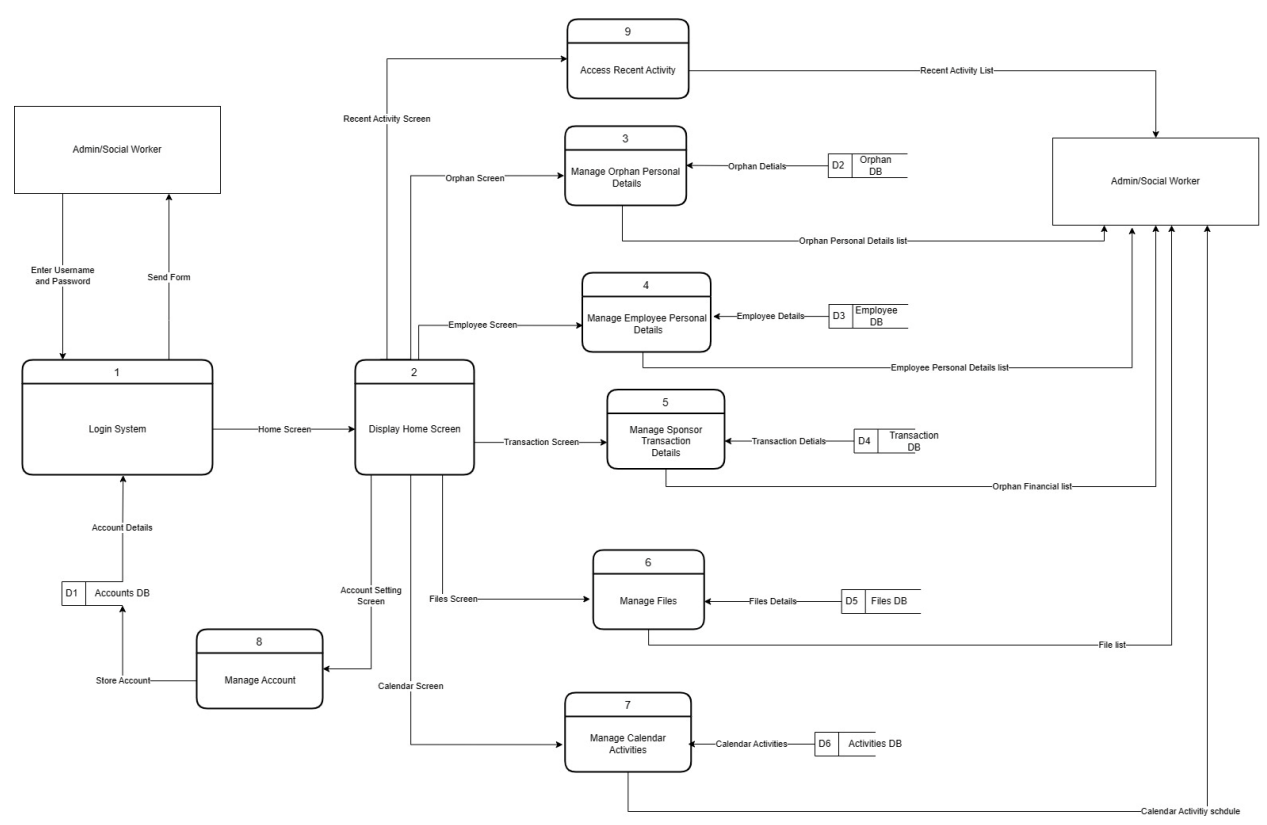 9
Access Recent Activity
Recent Activity List
Recent Activity Screen
Admin/Social Worker
3
Manage Orphan Personal
Details
Orphan Screen
Orphan Detials
D2
Orphan
DB
Admin/Social Worker
Orphan Personal Details list
Enter Username
and Password
Send Form
4
Manage Employee Personal
Details
Employee Screen
Employee Details
D3
Employee
DB
Employee Personal Details list
1
Login System
Home Screen
2
Display Home Screen
5
Manage Sponsor
Transaction
Details
Transaction Screen
Transaction Detials
D4
Transaction
DB
Orphan Financial list
Account Details
D1
Accounts DB
Account Setting
Screen
Files Screen
6
Manage Files
Files Details
D5
Files DB
File list
8
Manage Account
Store Account
Calendar Screen
7
Manage Calendar
Activities
Calendar Activities
D6
Activities DB
Calendar Activitiy schdule